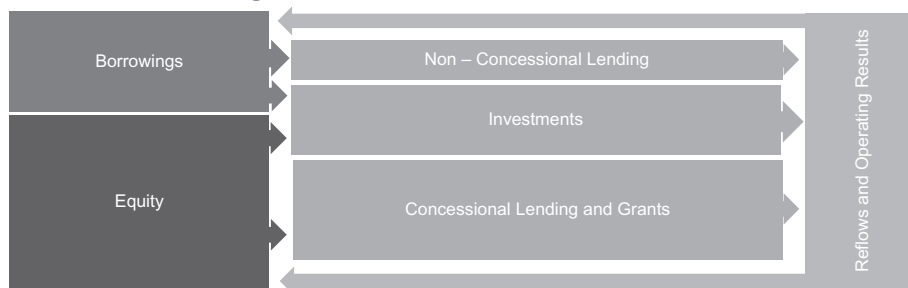 Borrowings
Non – Concessional Lending
Investments
Equity
Concessional Lending and Grants
Reflows and Operating Results